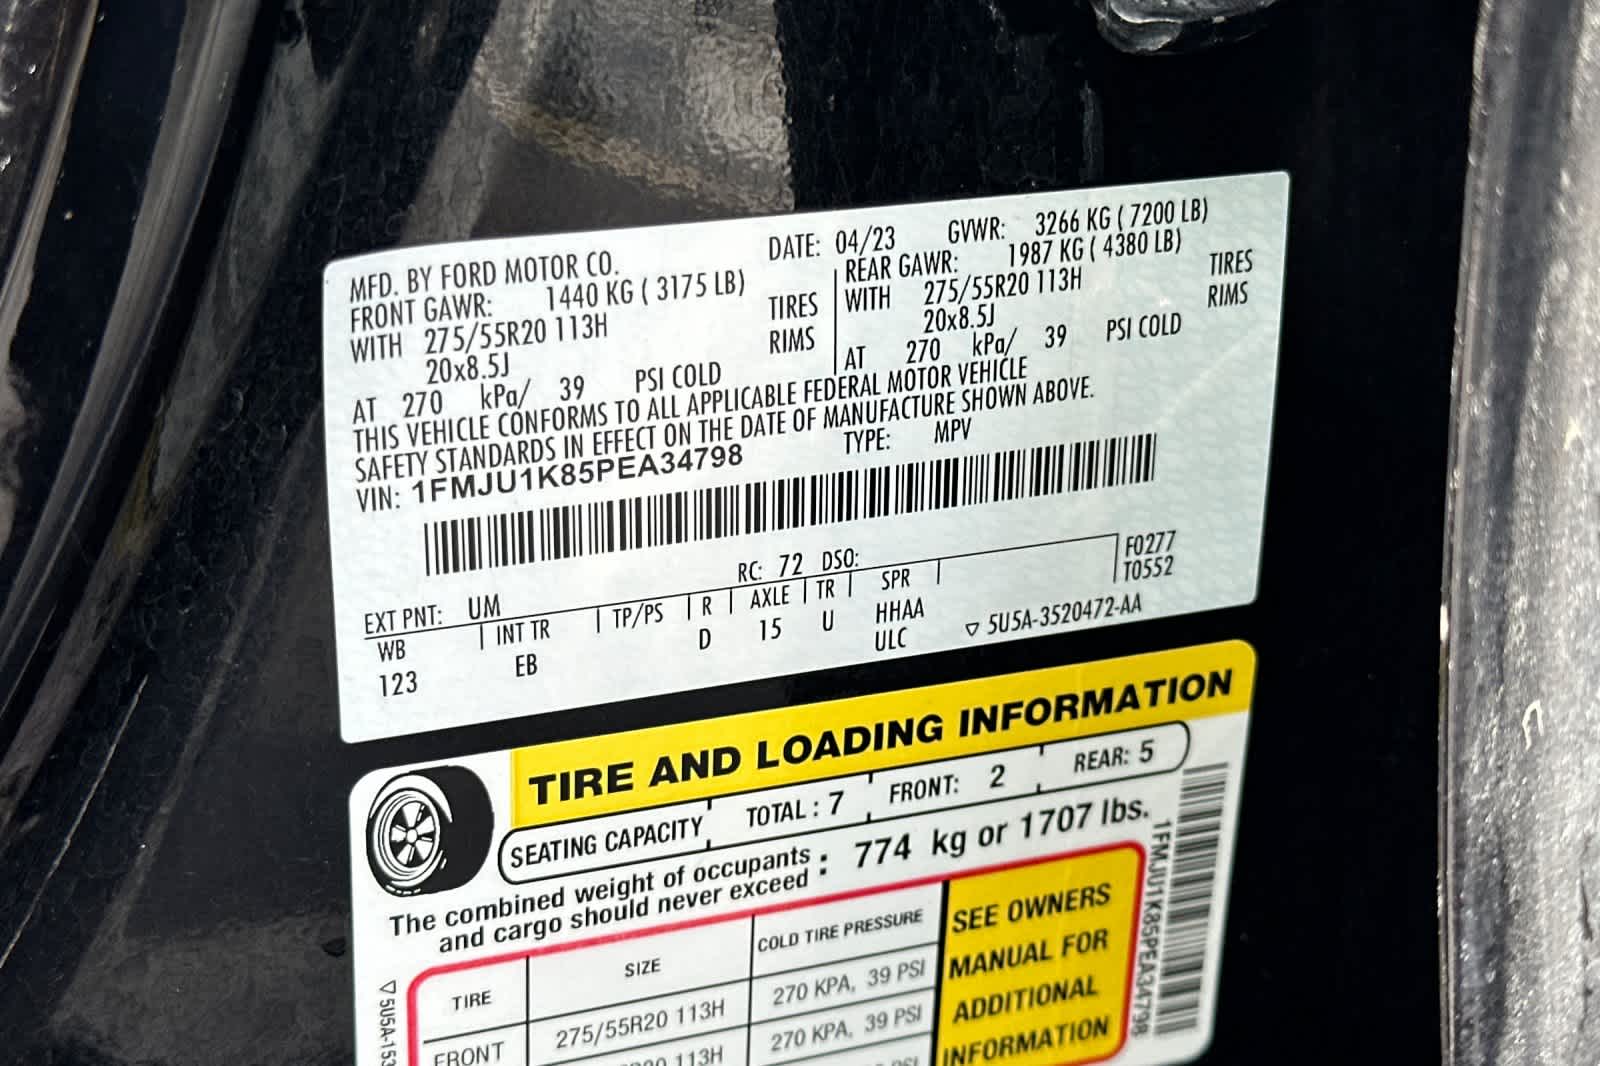 MFD. BY FORD MOTOR CO. DATE: 04/23 GVWR: 3266 KG ( 7200 LB)
FRONT GAWR: 1440 KG ( 3175 LB) REAR GAWR: 1987 KG ( 4380 LB)
WITH 275/55R20 113H TIRES WITH 275/55R20 113H TIRES
20x8.5J RIMS 20x8.5J RIMS
AT 270 kPa/ 39 PSI COLD AT 270 kPa/ 39 PSI COLD
THIS VEHICLE CONFORMS TO ALL APPLICABLE FEDERAL MOTOR VEHICLE
SAFETY STANDARDS IN EFFECT ON THE DATE OF MANUFACTURE SHOWN ABOVE.
VIN: 1FMJU1K85PEA34798 TYPE: MPV
EXT PNT: UM RC: 72 DSO: F0277
T0552
WB INT TR TP/PS R AXLE TR SPR
123 EB D 15 U HHAA
ULC ▽ 5U5A-3520472-AA
TIRE AND LOADING INFORMATION
SEATING CAPACITY TOTAL : 7 FRONT: 2 REAR: 5
The combined weight of occupants
and cargo should never exceed : 774 kg or 1707 lbs.
TIRE SIZE COLD TIRE PRESSURE
FRONT 275/55R20 113H 270 KPA, 39 PSI
113H 270 KPA, 39 PSI
PSI
SEE OWNERS
MANUAL FOR
ADDITIONAL
INFORMATION
1FMJU1K85PEA34798
▽ 5U5A-153